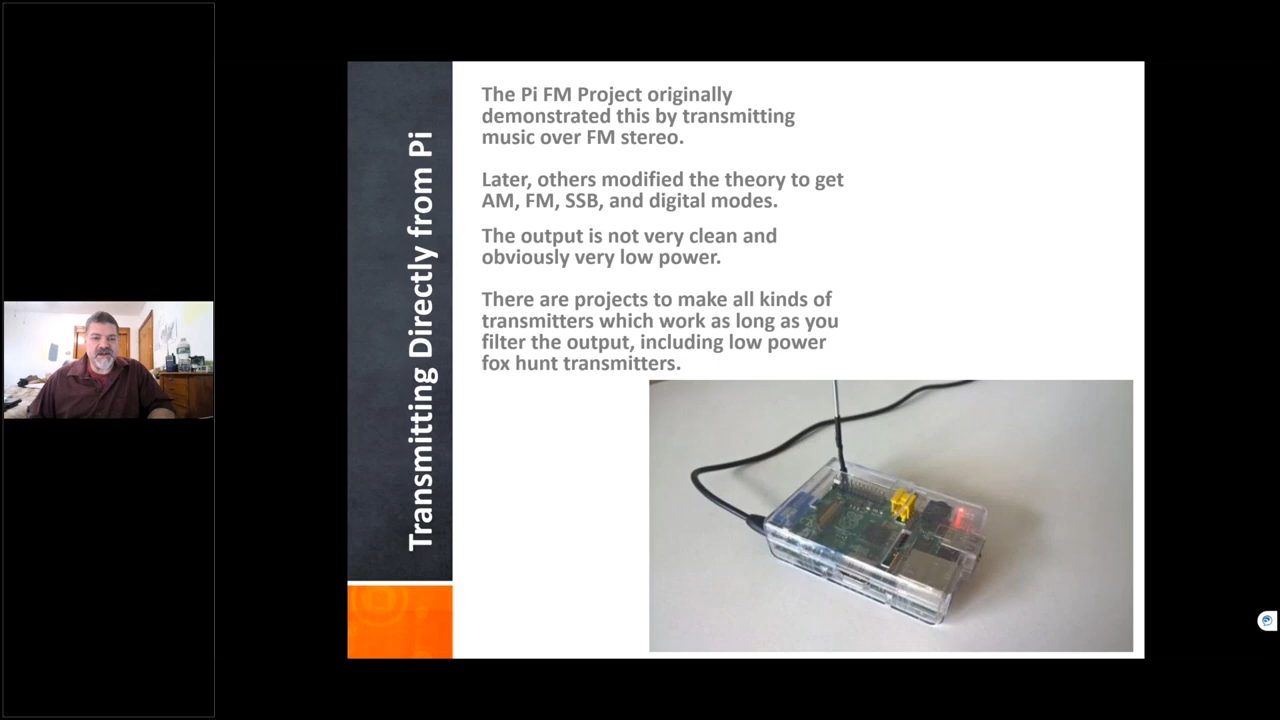 Transmitting Directly from Pi
The Pi FM Project originally
demonstrated this by transmitting
music over FM stereo.
Later, others modified the theory to get
AM, FM, SSB, and digital modes.
The output is not very clean and
obviously very low power.
There are projects to make all kinds of
transmitters which work as long as you
filter the output, including low power
fox hunt transmitters.